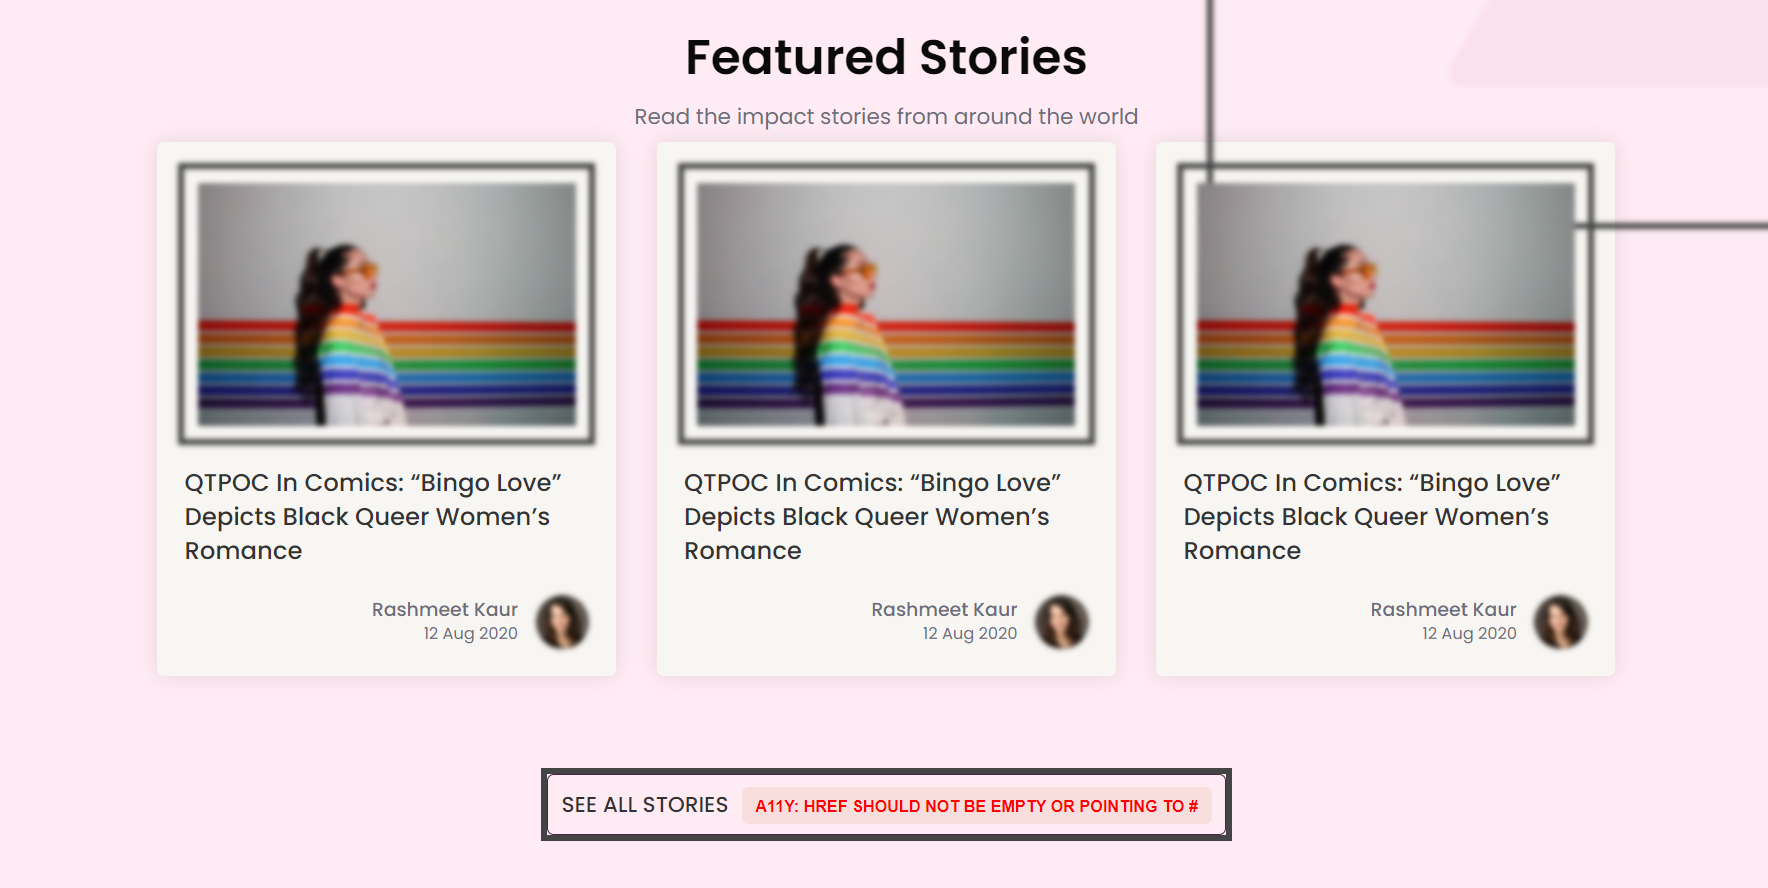 Featured Stories
Read the impact stories from around the world
QTPOC In Comics: “Bingo Love”
Depicts Black Queer Women’s
Romance
Rashmeet Kaur
12 Aug 2020
QTPOC In Comics: “Bingo Love”
Depicts Black Queer Women’s
Romance
Rashmeet Kaur
12 Aug 2020
QTPOC In Comics: “Bingo Love”
Depicts Black Queer Women’s
Romance
Rashmeet Kaur
12 Aug 2020
SEE ALL STORIES A11Y: HREF SHOULD NOT BE EMPTY OR POINTING TO #